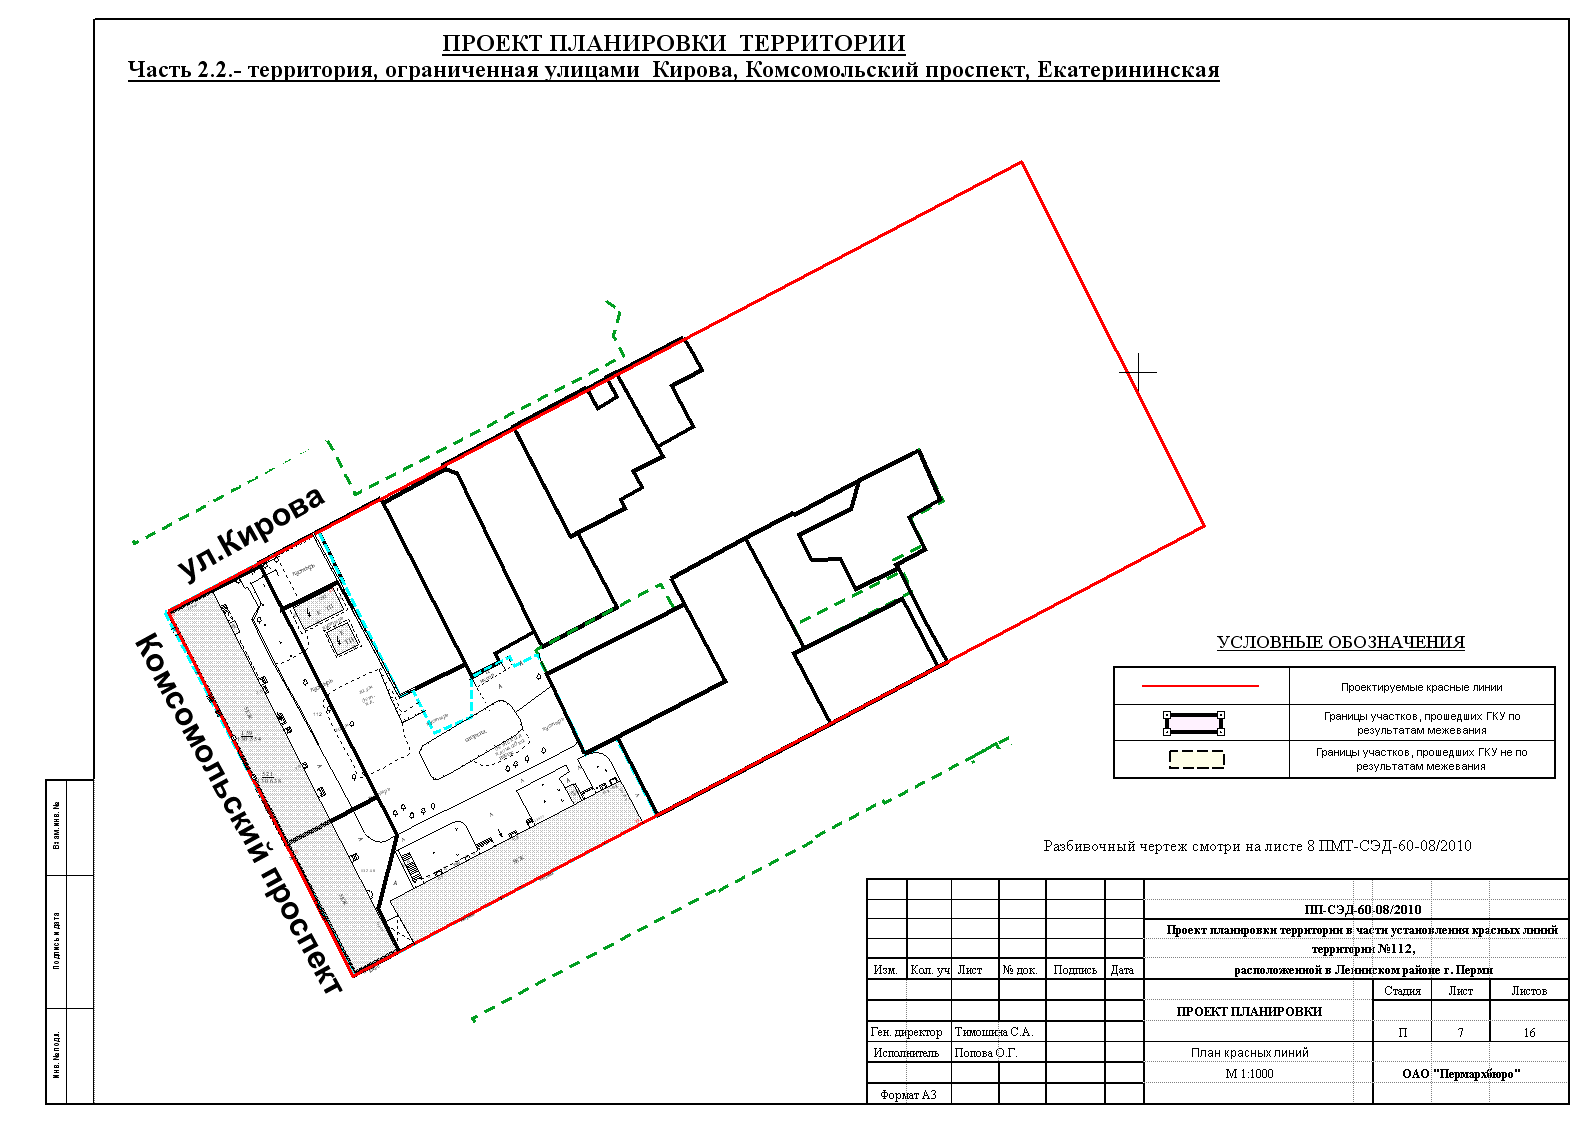 ПРОЕКТ ПЛАНИРОВКИ ТЕРРИТОРИИ
Часть 2.2.- территория, ограниченная улицами Кирова, Комсомольский проспект, Екатерининская
ул.Кирова
Комсомольский проспект
УСЛОВНЫЕ ОБОЗНАЧЕНИЯ
Проектируемые красные линии
Границы участков, прошедших ГКУ по
результатам межевания
Границы участков, прошедших ГКУ не по
результатам межевания
Разбивочный чертеж смотри на листе 8 ПМТ-СЭД-60-08/2010
Взам. инв. №
Подпись и дата
Инв. № подл.
ПП-СЭД-60-08/2010
Проект планировки территории в части установления красных линий
территории №112,
расположенной в Ленинском районе г. Перми
Изм. Кол. уч Лист № док. Подпись Дата
Стадия Лист Листов
ПРОЕКТ ПЛАНИРОВКИ
Ген. директор Тимошина С.А.
П 7 16
Исполнитель Попова О.Г.
План красных линий
М 1:1000
ОАО "Пермархбюро"
Формат А3